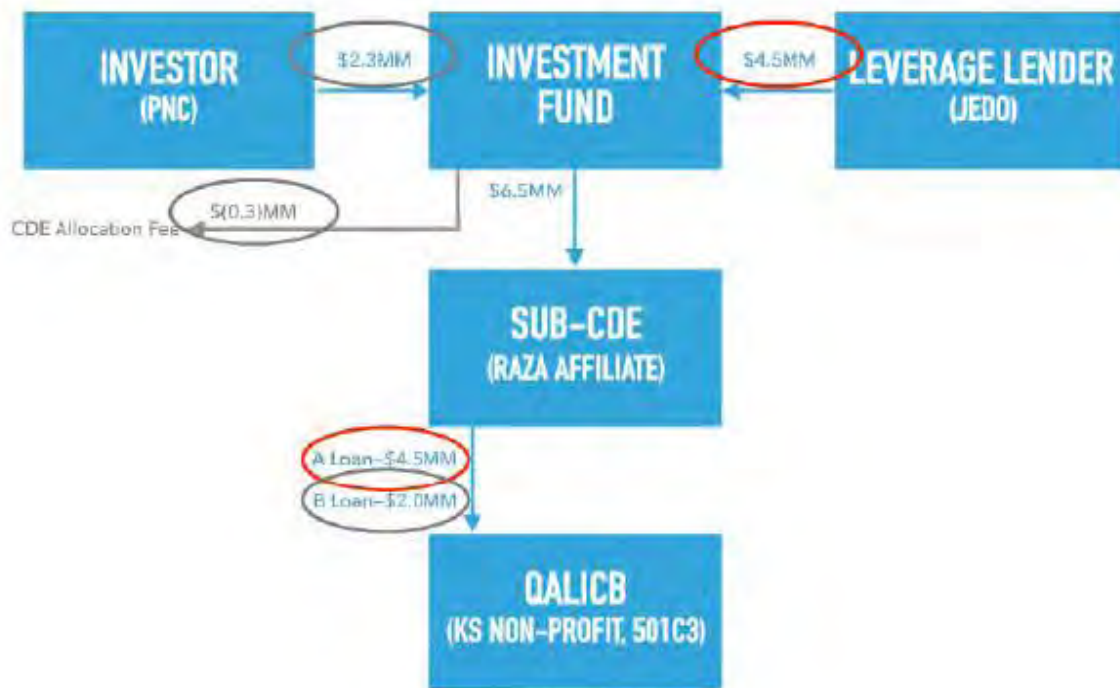 INVESTOR
(PNC)
$2.3MM
INVESTMENT
FUND
$4.5MM
LEVERAGE LENDER
(JEDO)
$(0.3)MM
CDE Allocation Fee
$6.5MM
SUB-CDE
(RAZA AFFILIATE)
A Loan-$4.5MM
B Loan-$2.0MM
QALICB
(KS NON-PROFIT, 501C3)